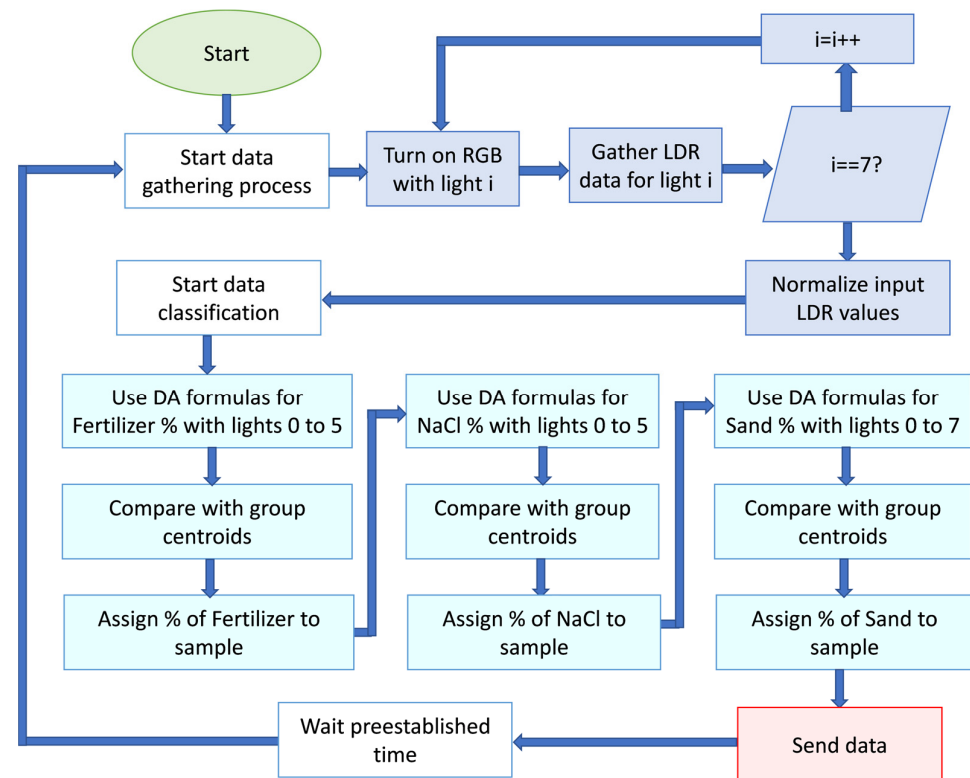 Start
i=i++
Start data
gathering process
Turn on RGB
with light i
Gather LDR
data for light i
i==7?
Start data
classification
Normalize input
LDR values
Use DA formulas for
Fertilizer % with lights 0 to 5
Use DA formulas for
NaCl % with lights 0 to 5
Use DA formulas for
Sand % with lights 0 to 7
Compare with group
centroids
Compare with group
centroids
Compare with group
centroids
Assign % of Fertilizer to
sample
Assign % of NaCl to
sample
Assign % of Sand to
sample
Wait preestablished
time
Send data